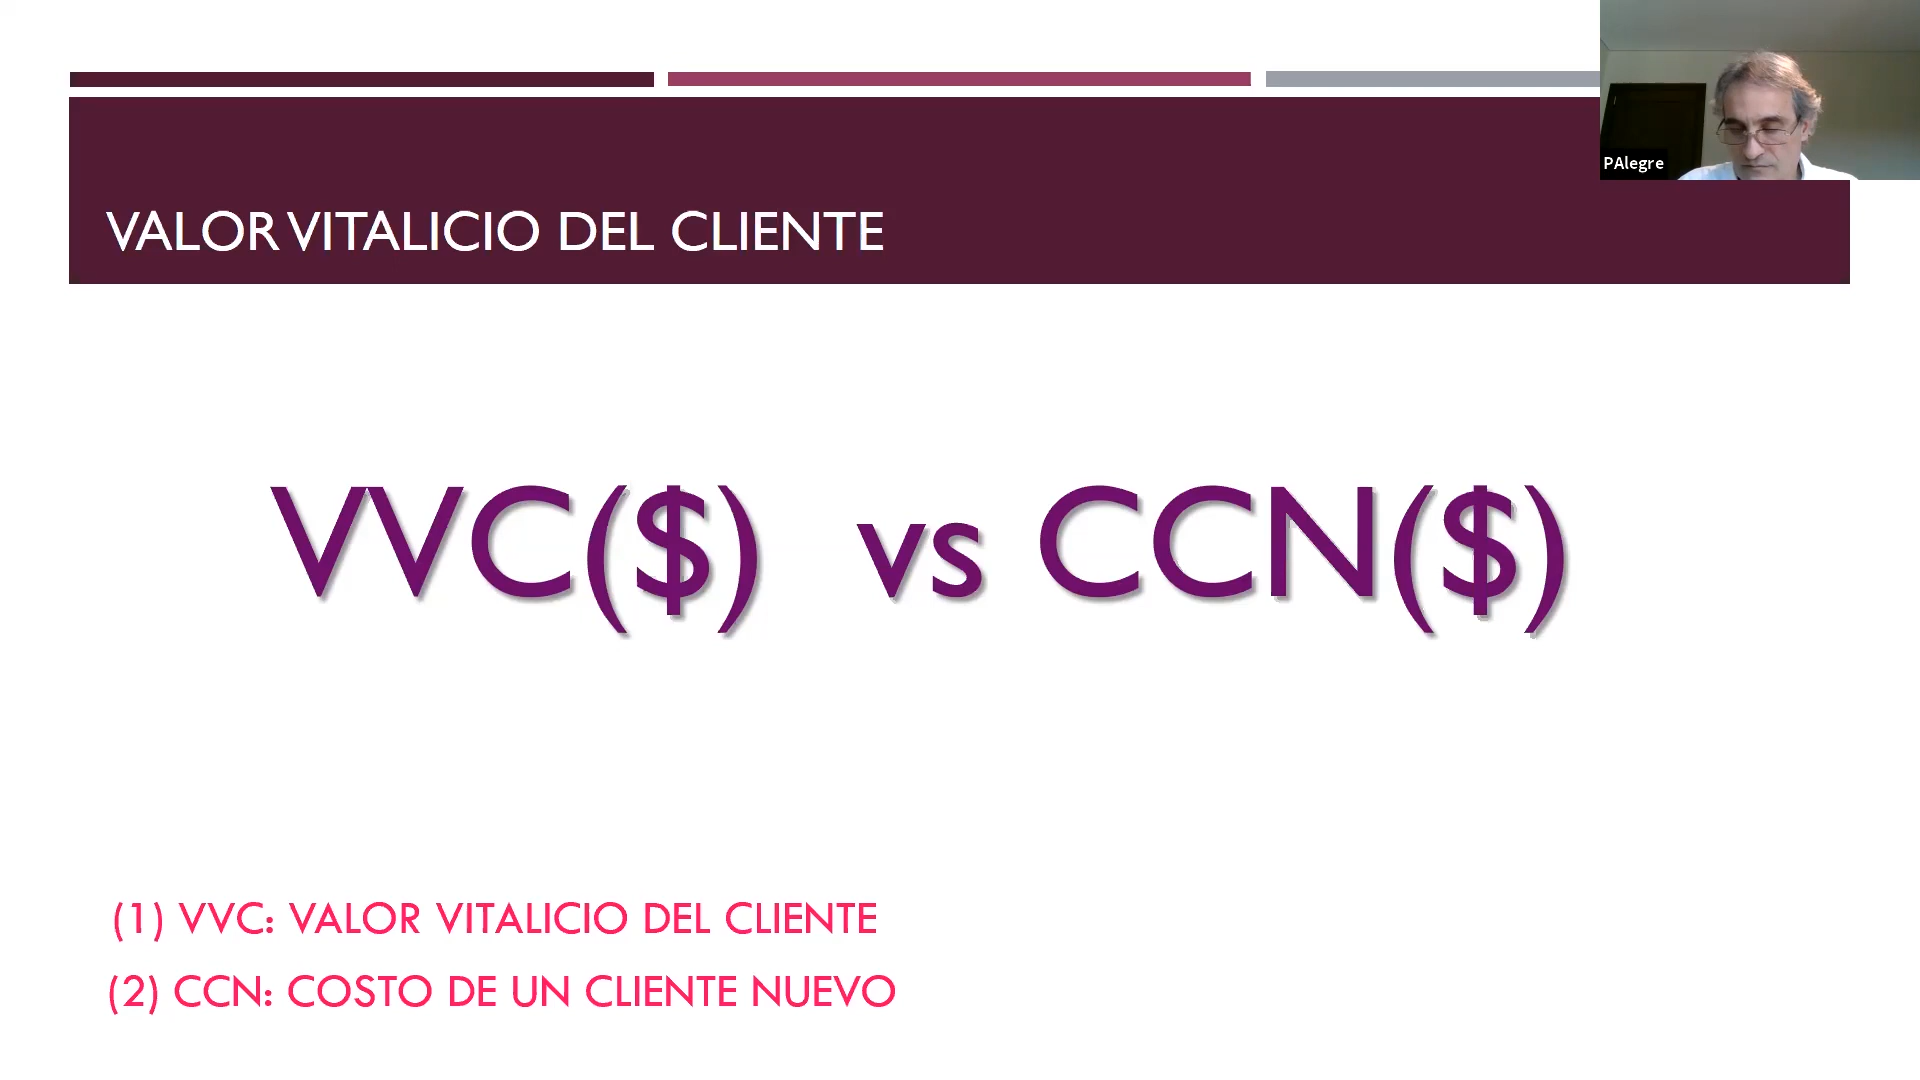 PAlegre
VALOR VITALICIO DEL CLIENTE
VVC($) vs CCN($)
(1) VVC: VALOR VITALICIO DEL CLIENTE
(2) CCN: COSTO DE UN CLIENTE NUEVO